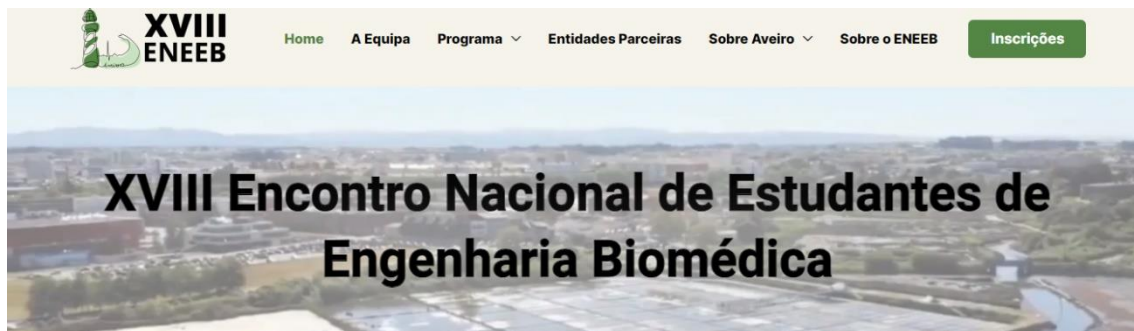 XVIII
ENEEB
Home A Equipa Programa Entidades Parceiras Sobre Aveiro Sobre o ENEEB Inscrições
XVIII Encontro Nacional de Estudantes de
Engenharia Biomédica